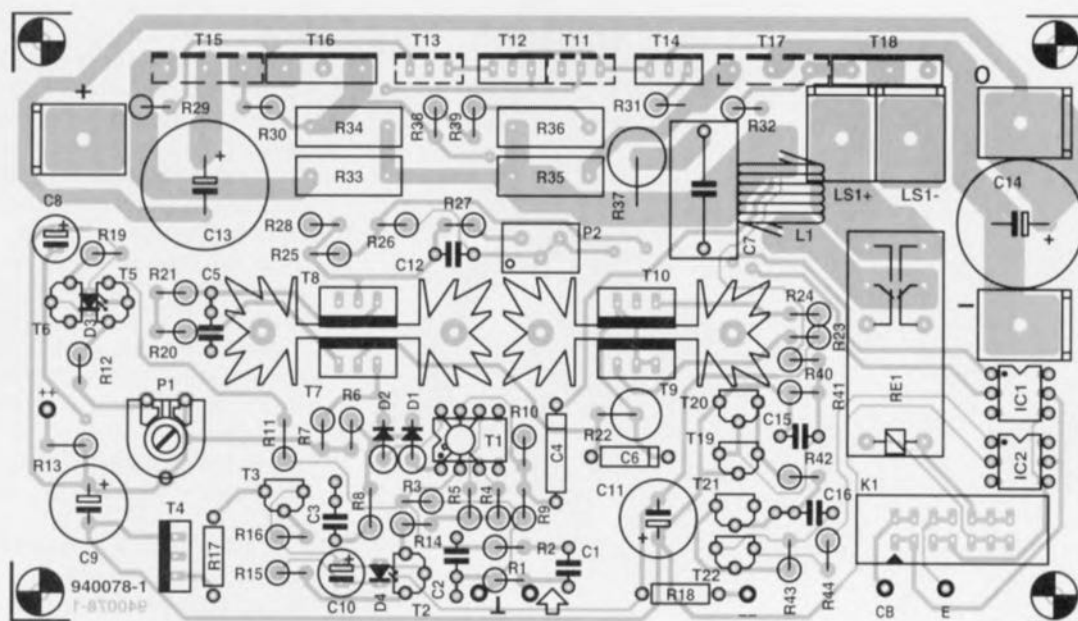 T15 T16 T13 T12 T11 T14 T17 T18
+ R29 R30 R34 R38 R39 R36 R31 R32 0
R33 R35 R37 LS1+ LS1- C14
C8 C13 R28 R26 R27 P2 C7 L1 +
R19 R25 C12
T5 R21 C5 T8 T10 R24 -
T6 D3 R20 R23
R12 T7 T9 R40 RE1
++ P1 R6 D2 D1 T20 R41 IC1
R11 R7 T1 R10 R22 C15
R13 T19 R42 IC2
T3 R8 R3 R5 R4 C4 C6
C9 T4 C3 R9 C11 T21 C16 K1
R17 R16 R14 R2 C1
R15 C10 D4 T2 C2 R1 T22 R43 R44
940078-1 R18 -- CB E
940078-1